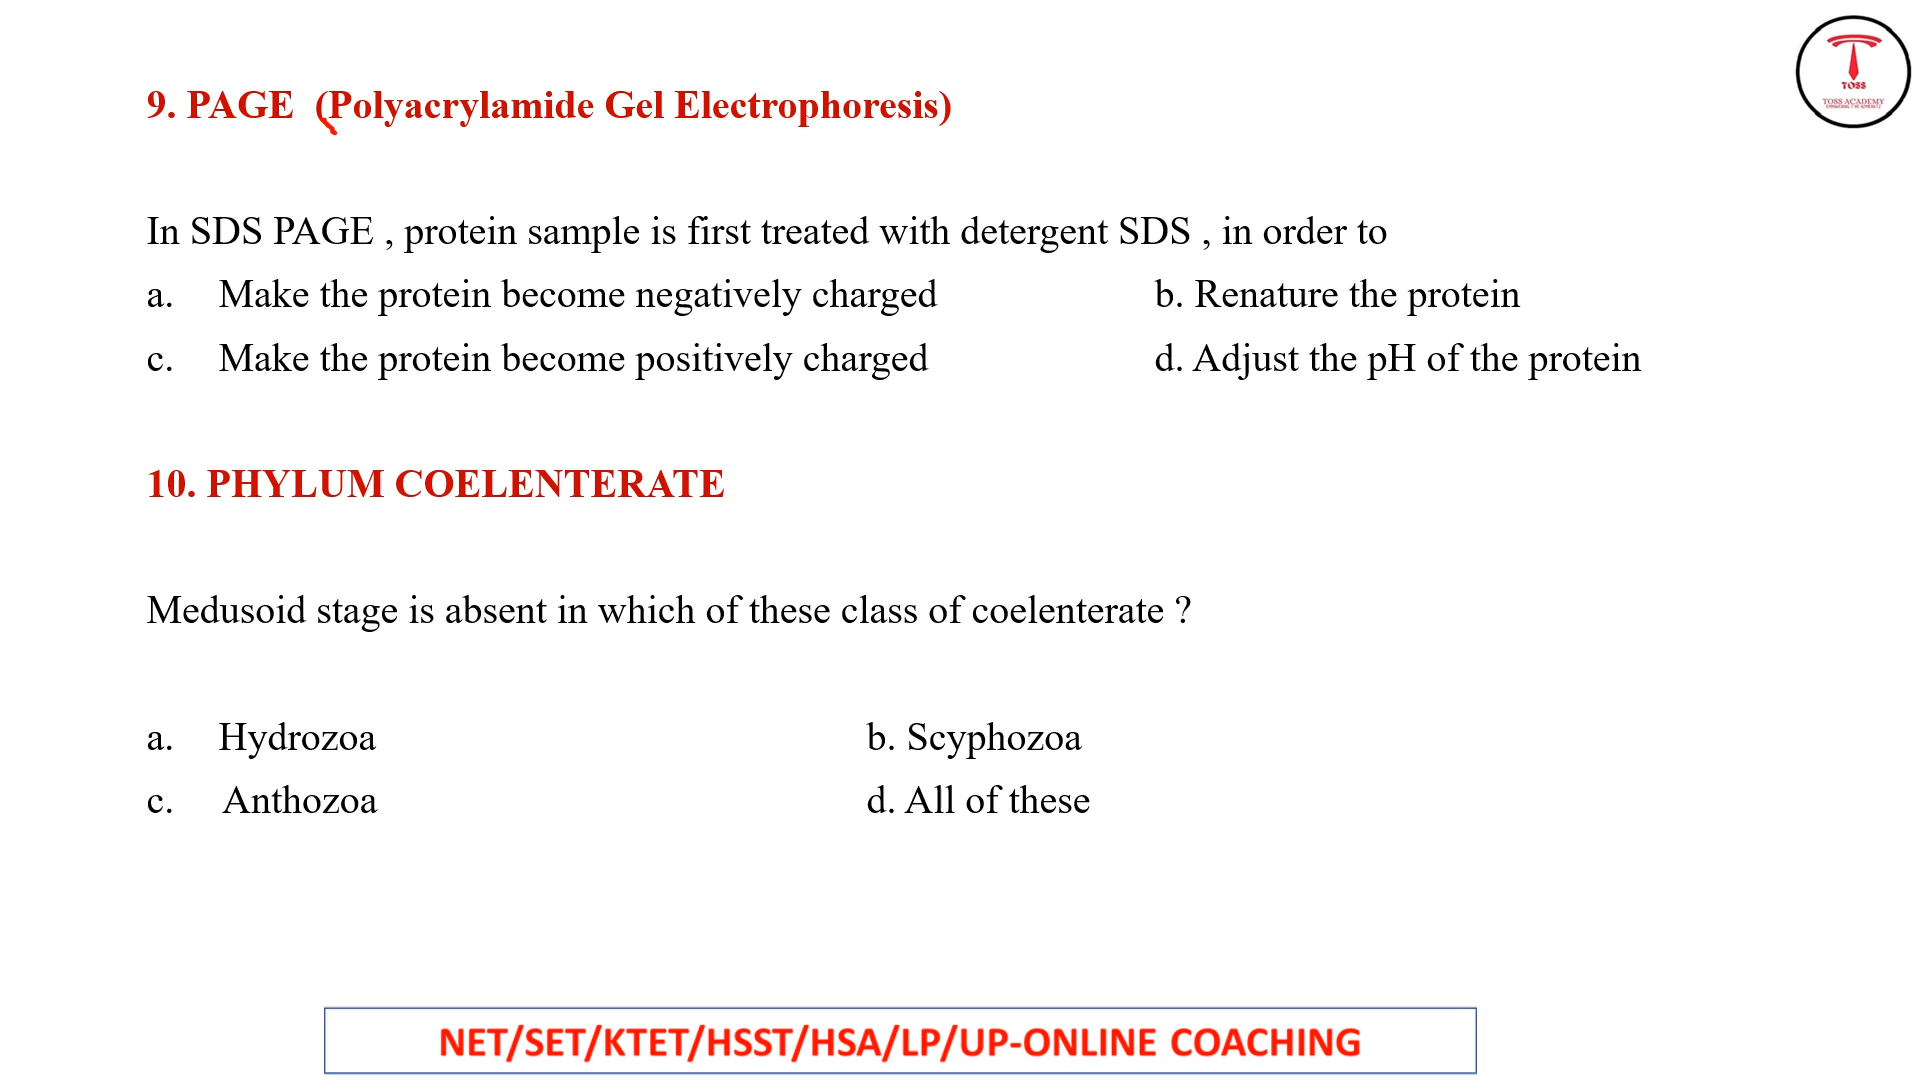 TOSS
TOSS ACADEMY
9. PAGE (Polyacrylamide Gel Electrophoresis)
In SDS PAGE , protein sample is first treated with detergent SDS , in order to
a. Make the protein become negatively charged b. Renature the protein
c. Make the protein become positively charged d. Adjust the pH of the protein
10. PHYLUM COELENTERATE
Medusoid stage is absent in which of these class of coelenterate ?
a. Hydrozoa b. Scyphozoa
c. Anthozoa d. All of these
NET/SET/KTET/HSST/HSA/LP/UP-ONLINE COACHING